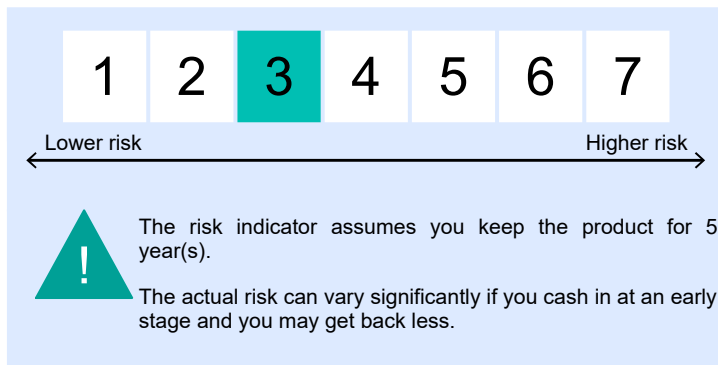 1 2 3 4 5 6 7
Lower risk Higher risk
!
The risk indicator assumes you keep the product for 5
year(s).
The actual risk can vary significantly if you cash in at an early
stage and you may get back less.